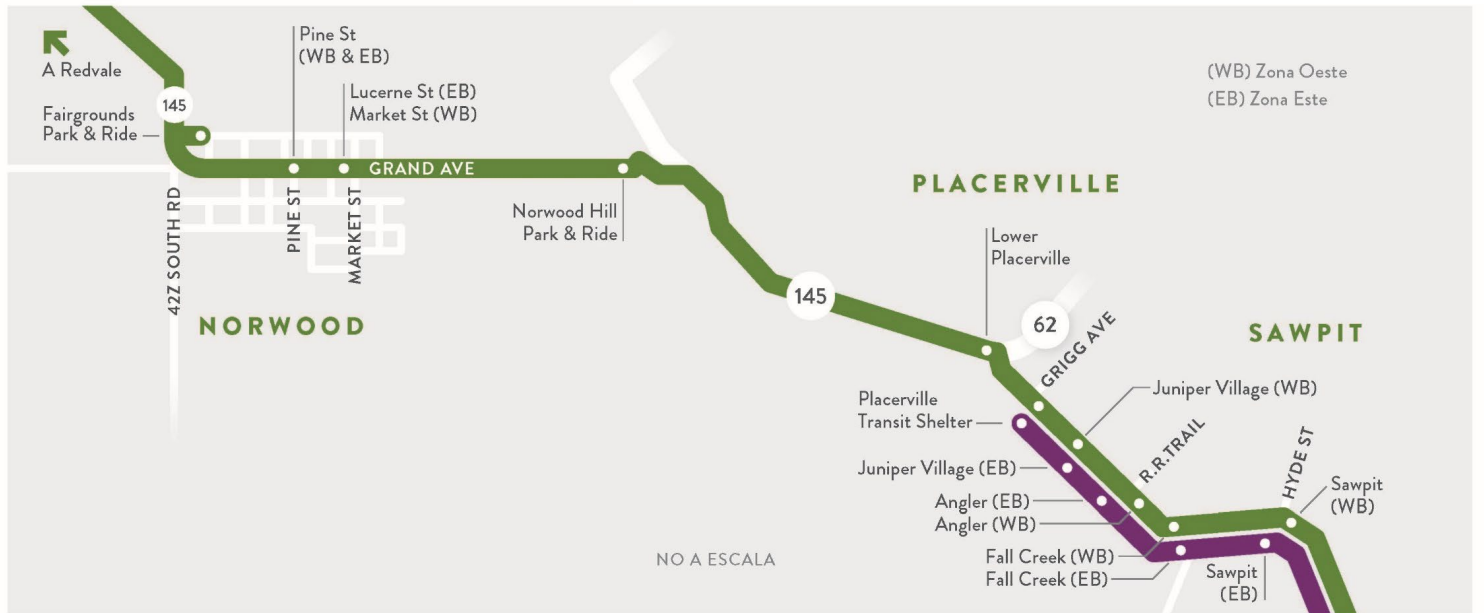 A Redvale
145
Fairgrounds
Park & Ride
Pine St
(WB & EB)
Lucerne St (EB)
Market St (WB)
GRAND AVE
42Z SOUTH RD
PINE ST
MARKET ST
NORWOOD
Norwood Hill
Park & Ride
(WB) Zona Oeste
(EB) Zona Este
PLACERVILLE
Lower
Placerville
145
62
GRIGG AVE
SAWPIT
Placerville
Transit Shelter
Juniper Village (WB)
Juniper Village (EB)
R.R.TRAIL
Angler (EB)
Angler (WB)
HYDE ST
Sawpit
(WB)
Fall Creek (WB)
Fall Creek (EB)
Sawpit
(EB)
NO A ESCALA